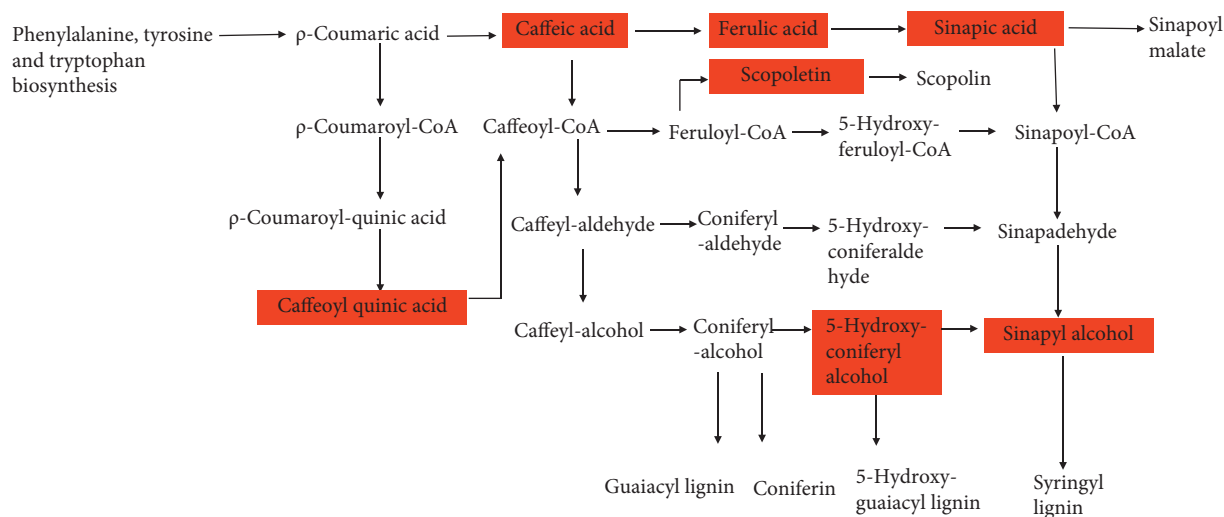 Phenylalanine, tyrosine
and tryptophan
biosynthesis
ρ-Coumaric acid
Caffeic acid
Ferulic acid
Sinapic acid
Sinapoyl
malate
Scopoletin
Scopolin
ρ-Coumaroyl-CoA
Caffeoyl-CoA
Feruloyl-CoA
5-Hydroxy-
feruloyl-CoA
Sinapoyl-CoA
ρ-Coumaroyl-quinic acid
Caffeyl-aldehyde
Coniferyl
-aldehyde
5-Hydroxy-
coniferalde
hyde
Sinapadehyde
Caffeoyl quinic acid
Caffeyl-alcohol
Coniferyl
-alcohol
5-Hydroxy-
coniferyl
alcohol
Sinapyl alcohol
Guaiacyl lignin
Coniferin
5-Hydroxy-
guaiacyl lignin
Syringyl
lignin